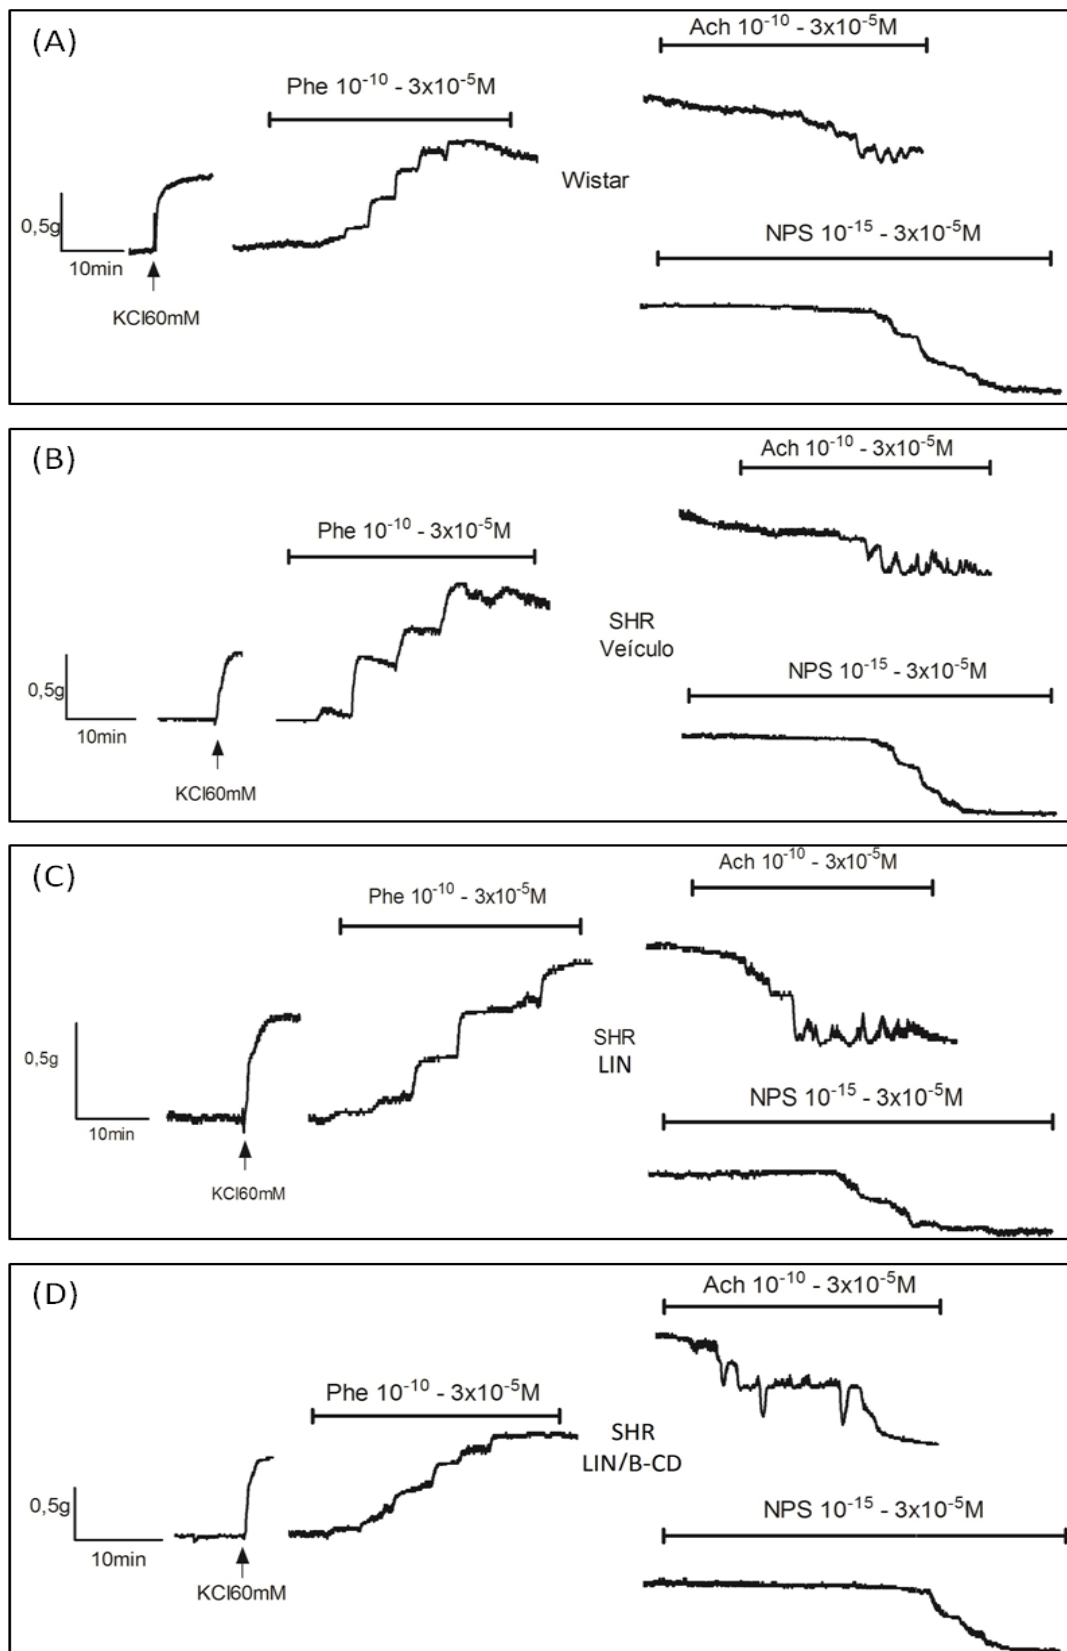 (A)
Ach 10⁻¹⁰ - 3x10⁻⁵M
Phe 10⁻¹⁰ - 3x10⁻⁵M
Wistar
0,5g
10min
KCl60mM
NPS 10⁻¹⁵ - 3x10⁻⁵M
(B)
Ach 10⁻¹⁰ - 3x10⁻⁵M
Phe 10⁻¹⁰ - 3x10⁻⁵M
SHR
Veículo
0,5g
10min
KCl60mM
NPS 10⁻¹⁵ - 3x10⁻⁵M
(C)
Ach 10⁻¹⁰ - 3x10⁻⁵M
Phe 10⁻¹⁰ - 3x10⁻⁵M
SHR
LIN
0,5g
10min
KCl60mM
NPS 10⁻¹⁵ - 3x10⁻⁵M
(D)
Ach 10⁻¹⁰ - 3x10⁻⁵M
Phe 10⁻¹⁰ - 3x10⁻⁵M
SHR
LIN/B-CD
0,5g
10min
KCl60mM
NPS 10⁻¹⁵ - 3x10⁻⁵M